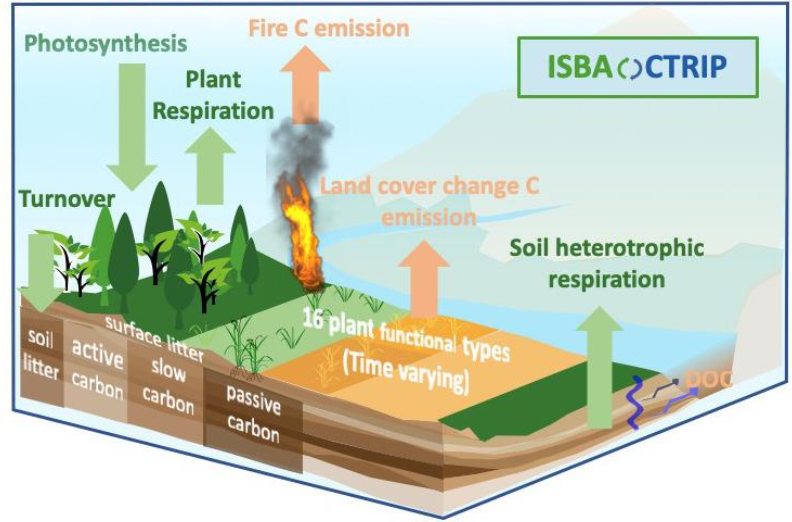 Fire C emission
Photosynthesis
ISBA CTRIP
Plant
Respiration
Land cover change C
emission
Turnover
Soil heterotrophic
respiration
16 plant functional types
(Time varying)
surface litter
soil
litter
active
carbon
slow
carbon
passive
carbon
DOC